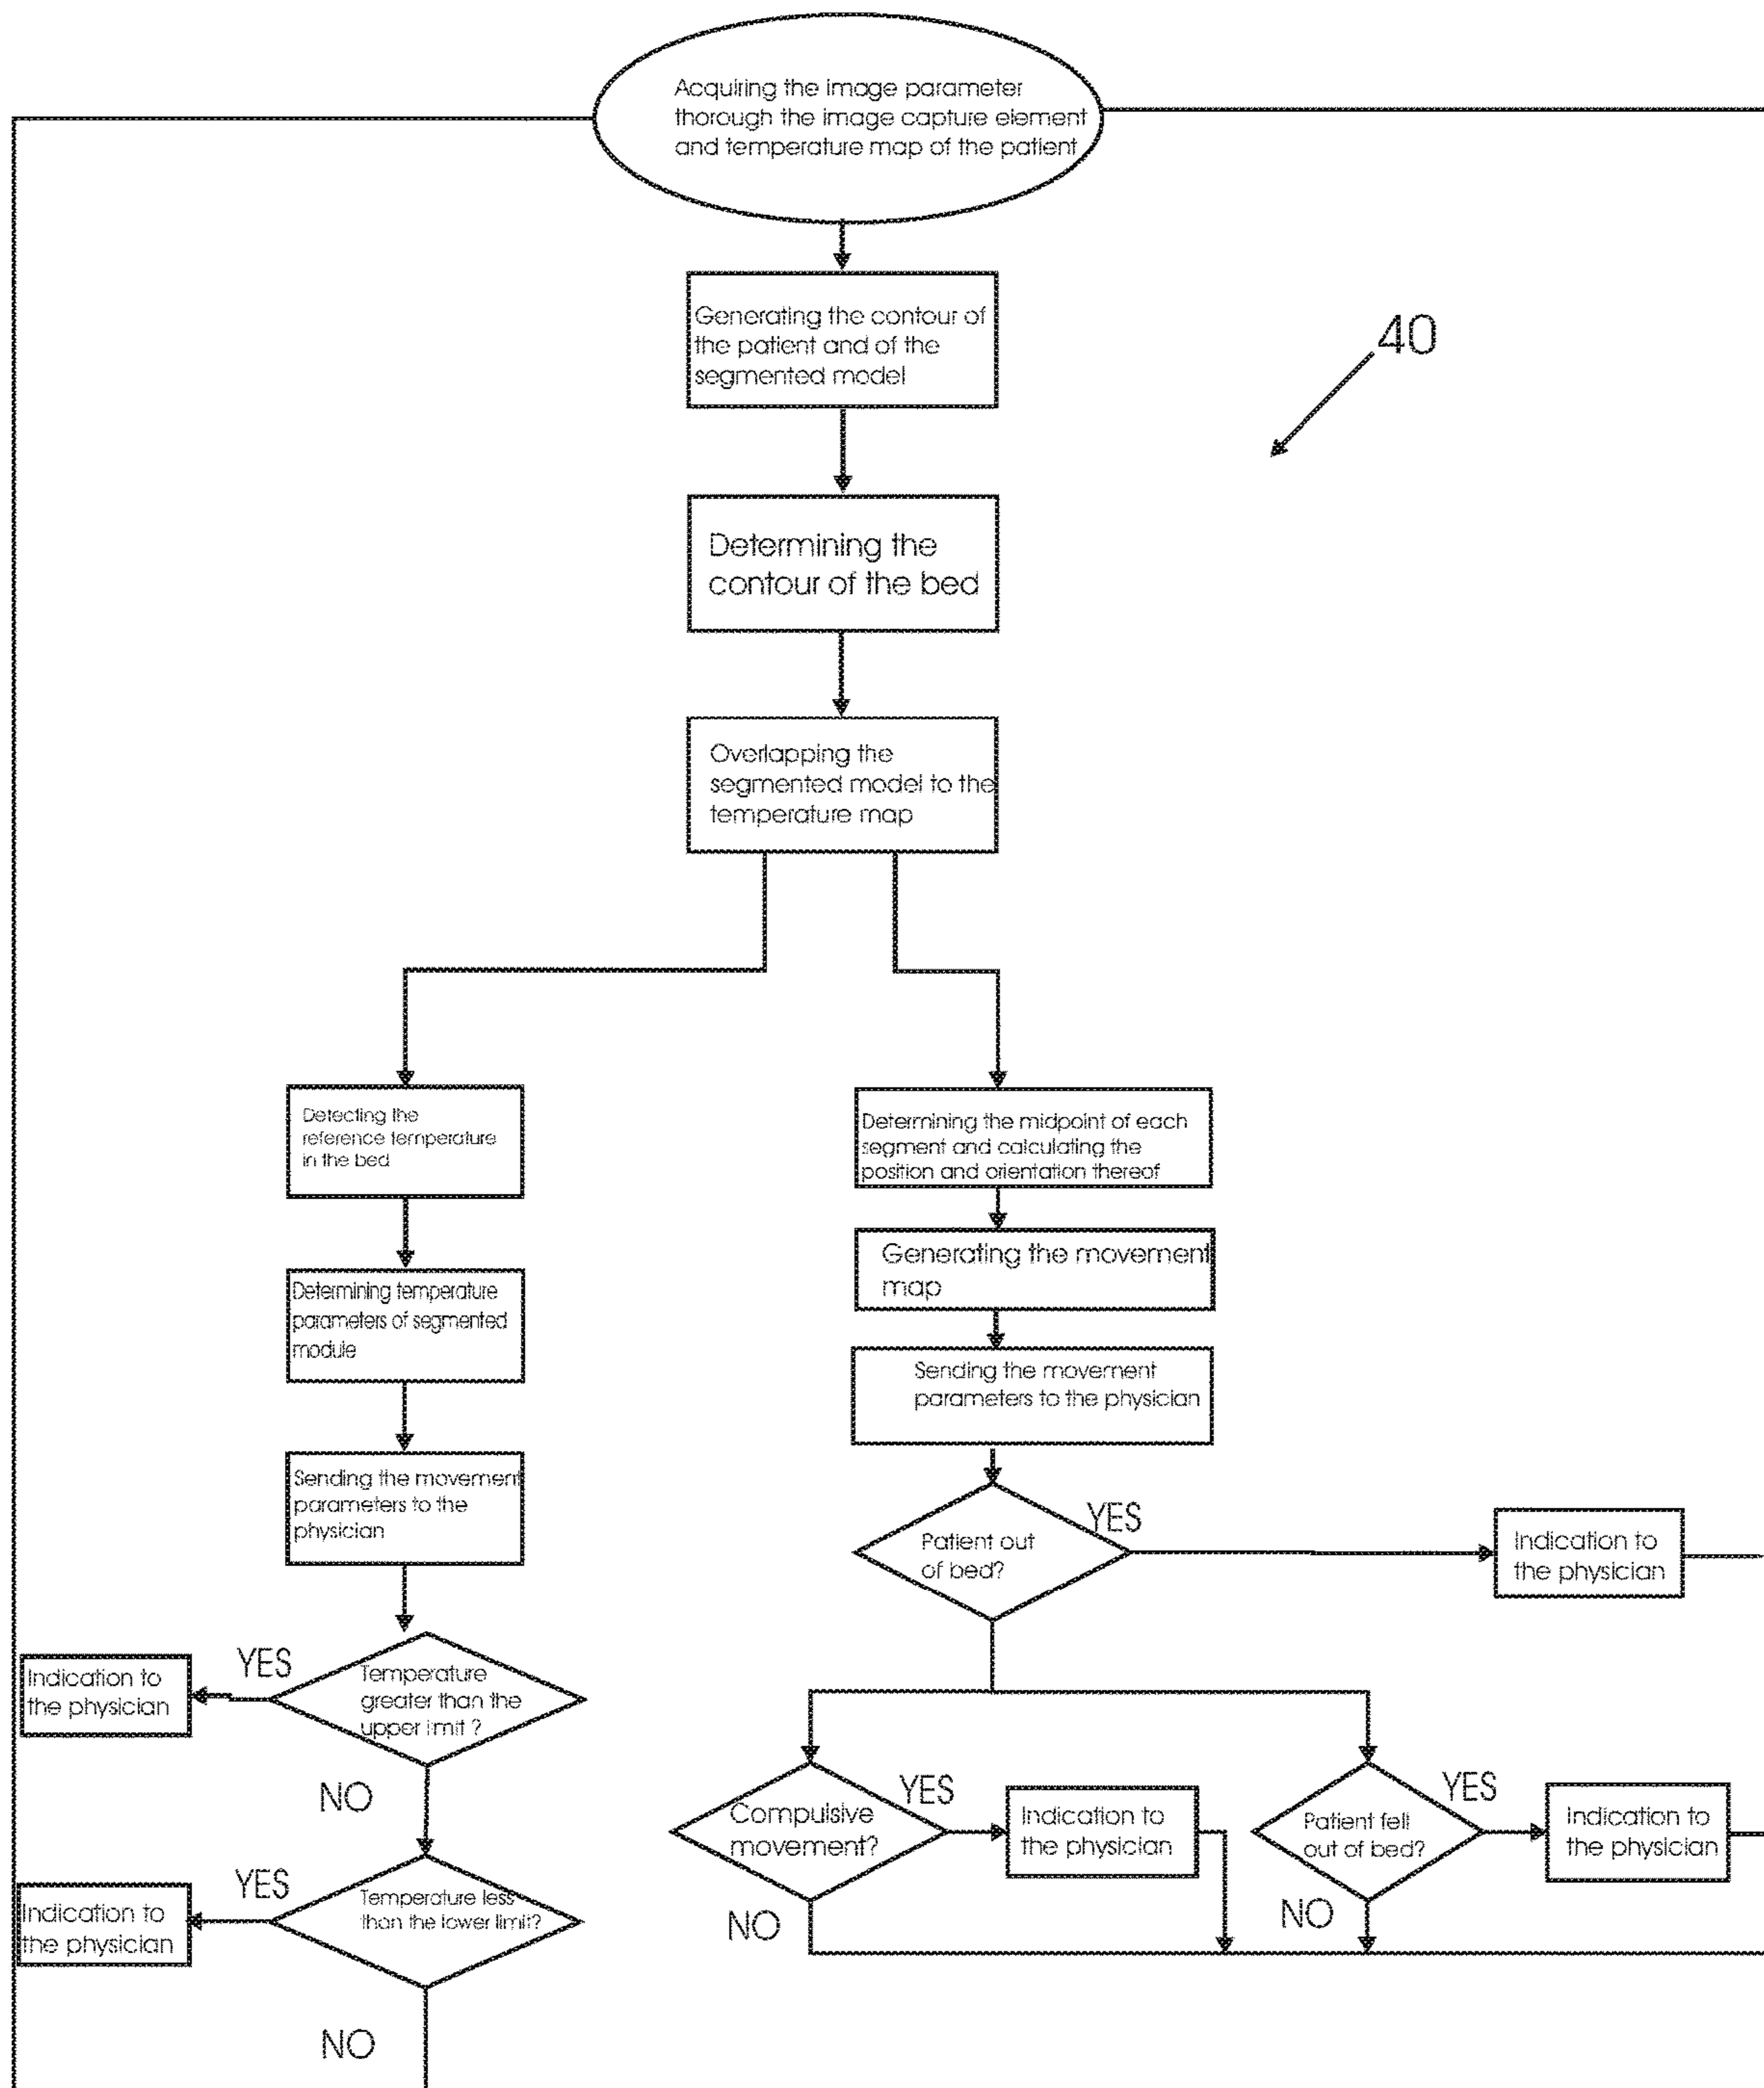 Acquiring the image parameter
thorough the image capture element
and temperature map of the patient
Generating the contour of
the patient and of the
segmented model
40
Determining the
contour of the bed
Overlapping the
segmented model to the
temperature map
Detecting the
reference temperature
in the bed
Determining temperature
parameters of segmented
module
Sending the movement
parameters to the
physician
Temperature
greater than the
upper limit ?
YES
Indication to
the physician
NO
Temperature less
than the lower limit?
YES
Indication to
the physician
NO
Determining the midpoint of each
segment and calculating the
position and orientation thereof
Generating the movement
map
Sending the movement
parameters to the physician
Patient out
of bed?
YES
Indication to
the physician
Compulsive
movement?
YES
Indication to
the physician
NO
Patient fell
out of bed?
YES
Indication to
the physician
NO